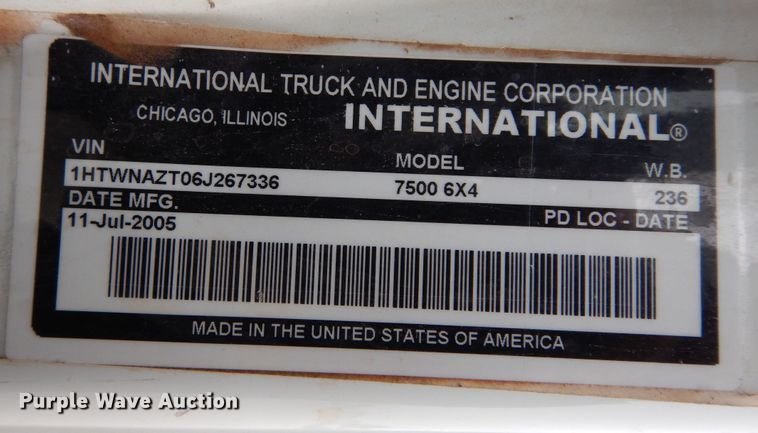 INTERNATIONAL TRUCK AND ENGINE CORPORATION
CHICAGO, ILLINOIS INTERNATIONAL®
VIN MODEL W.B.
1HTWNAZT06J267336 7500 6X4 236
DATE MFG. PD LOC - DATE
11-Jul-2005
MADE IN THE UNITED STATES OF AMERICA
Purple Wave Auction